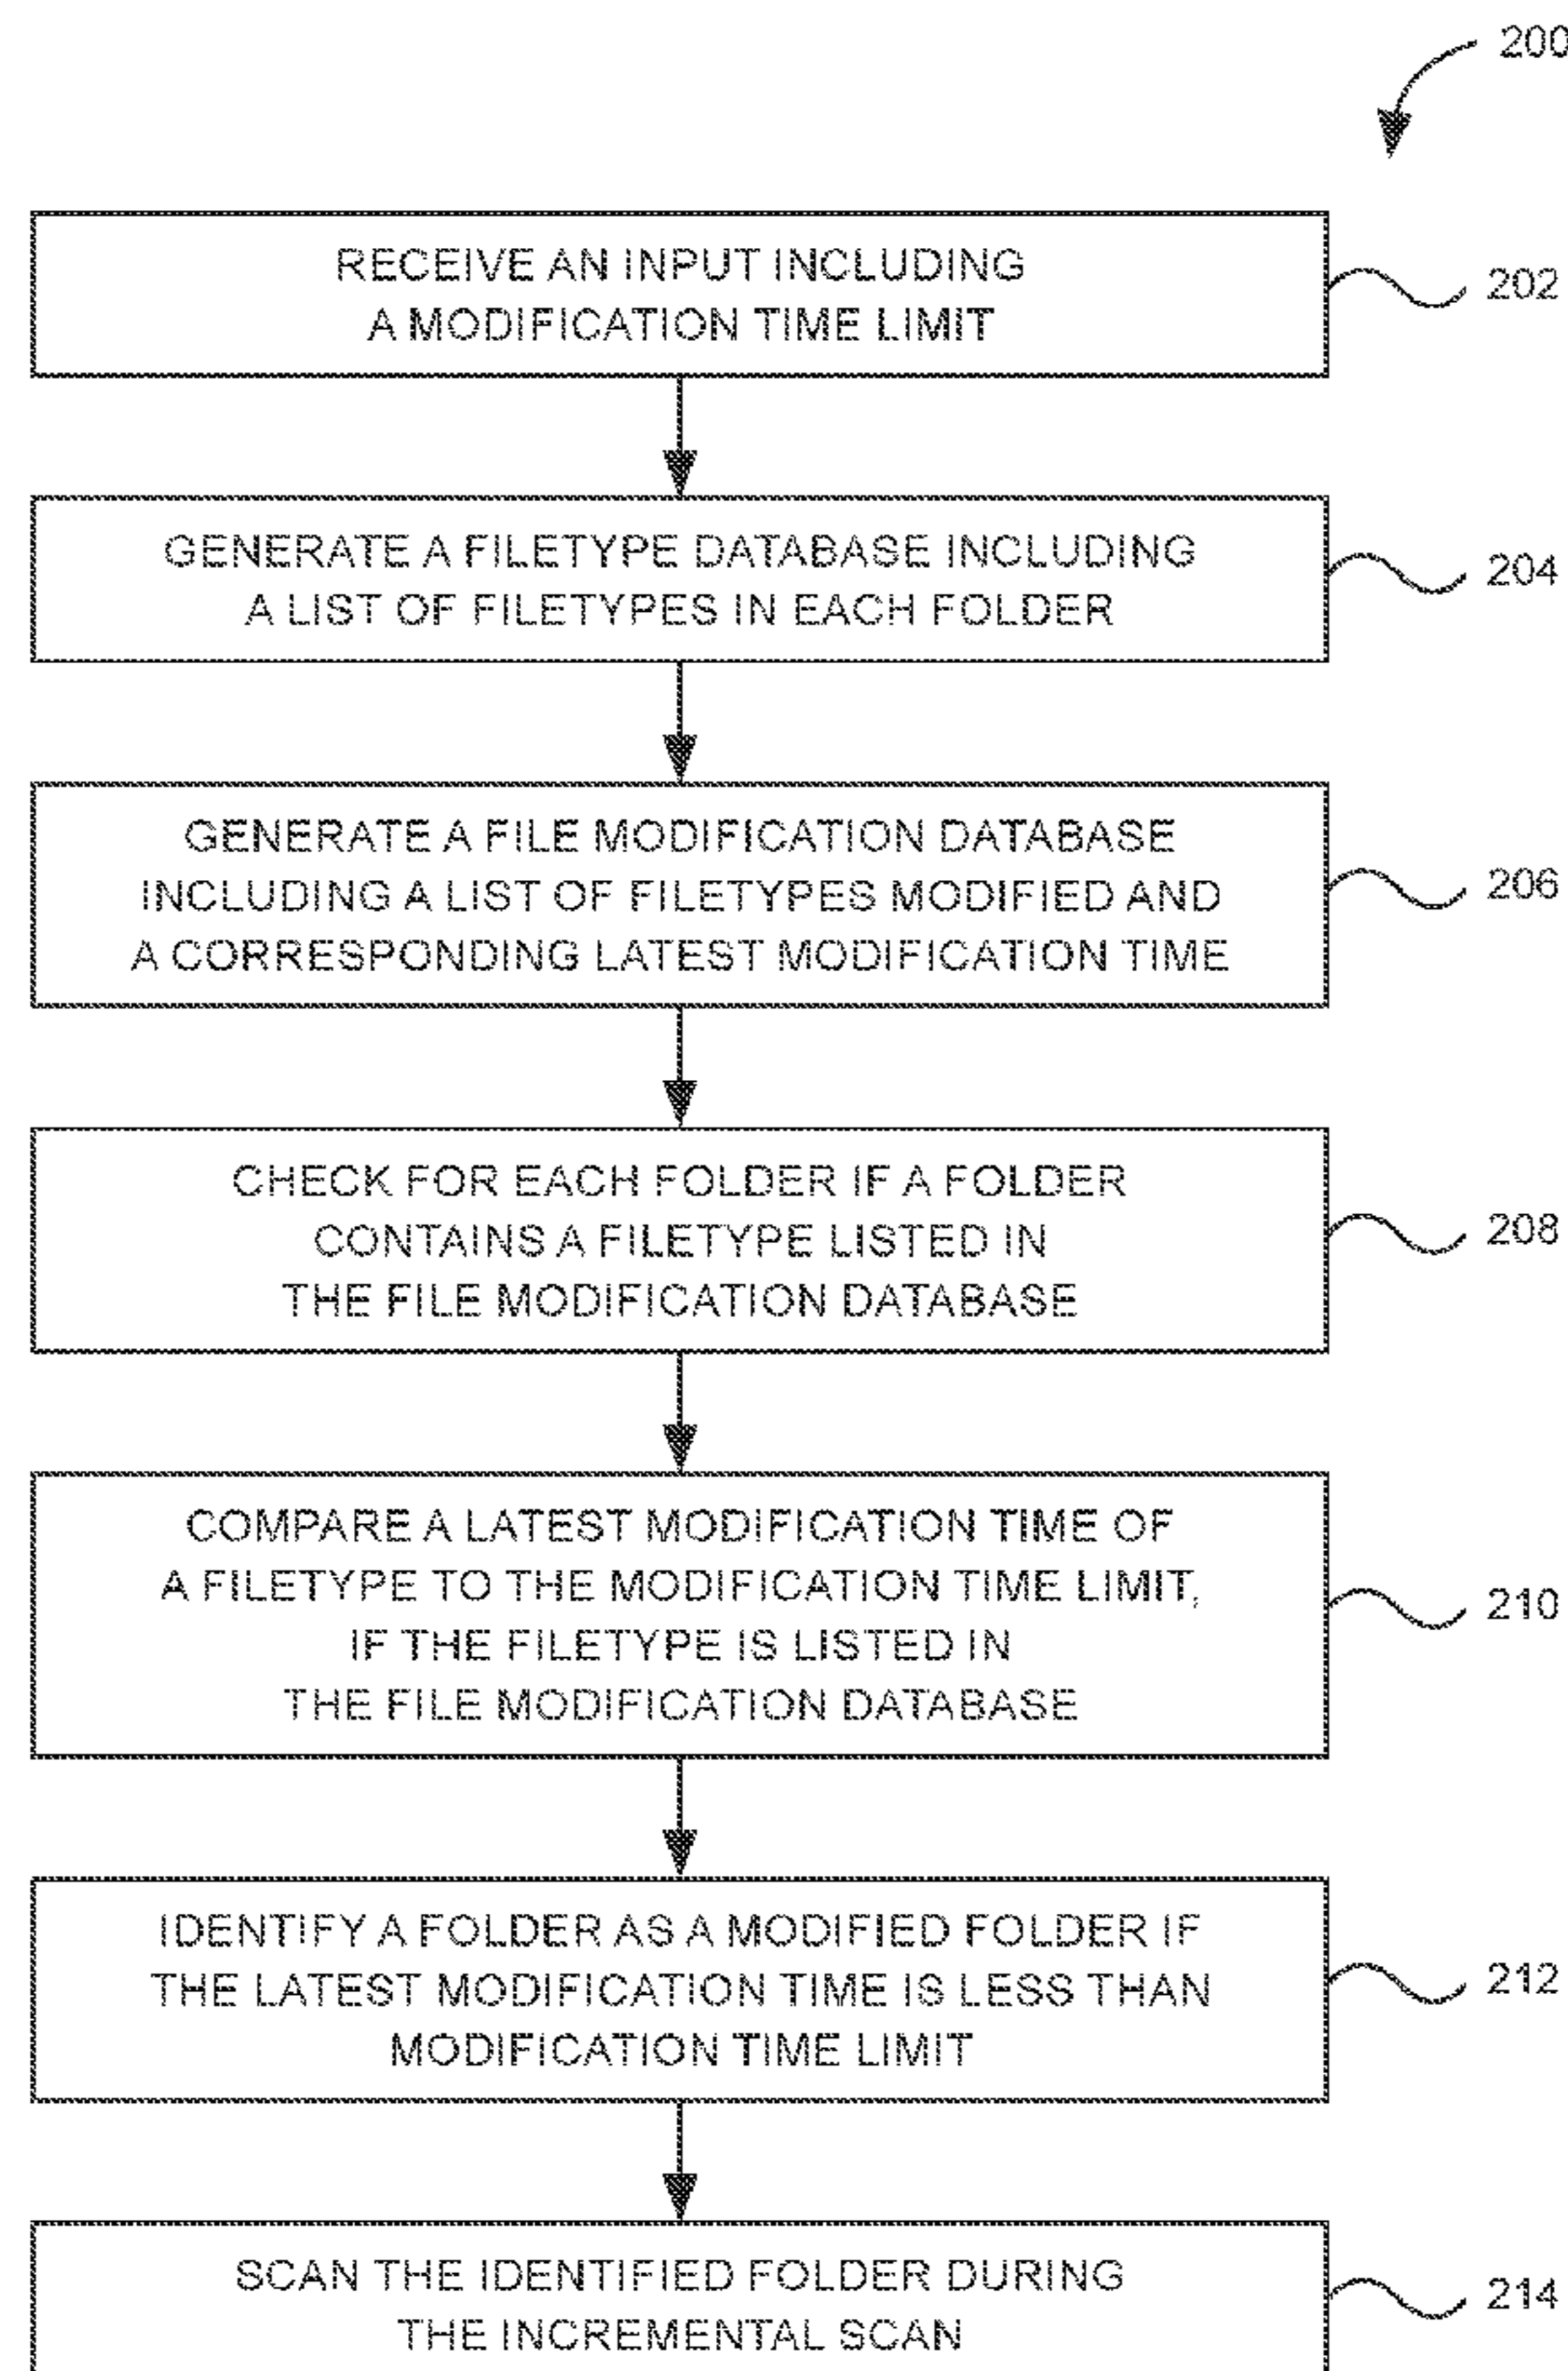 200
RECEIVE AN INPUT INCLUDING
A MODIFICATION TIME LIMIT
202
GENERATE A FILETYPE DATABASE INCLUDING
A LIST OF FILETYPES IN EACH FOLDER
204
GENERATE A FILE MODIFICATION DATABASE
INCLUDING A LIST OF FILETYPES MODIFIED AND
A CORRESPONDING LATEST MODIFICATION TIME
206
CHECK FOR EACH FOLDER IF A FOLDER
CONTAINS A FILETYPE LISTED IN
THE FILE MODIFICATION DATABASE
208
COMPARE A LATEST MODIFICATION TIME OF
A FILETYPE TO THE MODIFICATION TIME LIMIT,
IF THE FILETYPE IS LISTED IN
THE FILE MODIFICATION DATABASE
210
IDENTIFY A FOLDER AS A MODIFIED FOLDER IF
THE LATEST MODIFICATION TIME IS LESS THAN
MODIFICATION TIME LIMIT
212
SCAN THE IDENTIFIED FOLDER DURING
THE INCREMENTAL SCAN
214